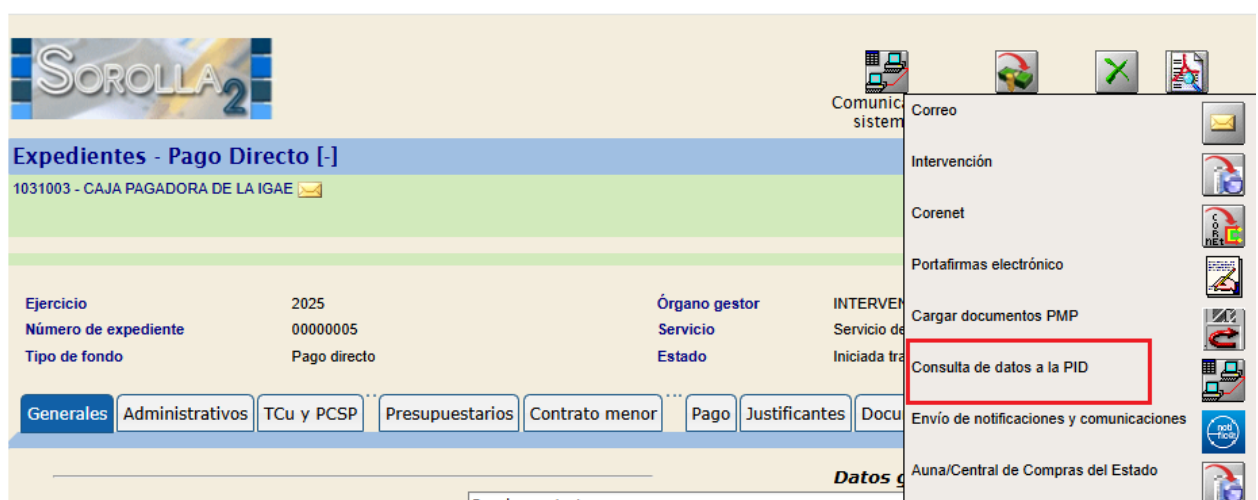 SOROLLA2
Comunica
sistem
Correo
Intervención
Corenet
Portafirmas electrónico
Cargar documentos PMP
Consulta de datos a la PID
Envío de notificaciones y comunicaciones
Auna/Central de Compras del Estado
Expedientes - Pago Directo [-]
1031003 - CAJA PAGADORA DE LA IGAE
Ejercicio 2025 Órgano gestor INTERVEN
Número de expediente 00000005 Servicio Servicio de
Tipo de fondo Pago directo Estado Iniciada tra
Generales Administrativos TCu y PCSP Presupuestarios Contrato menor Pago Justificantes Docu
Datos g